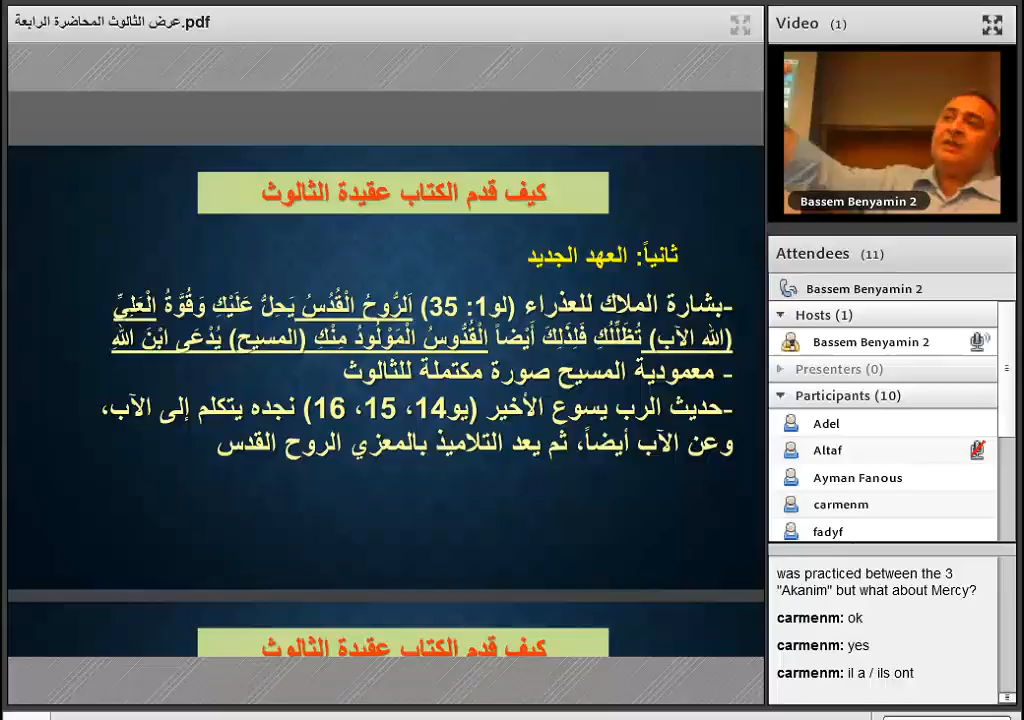 عرض الثالوث المحاضرة الرابعة.pdf
كيف قدم الكتاب عقيدة الثالوث
ثانياً: العهد الجديد
-بشارة الملاك للعذراء (لو1: 35) اَلرُّوحُ الْقُدُسُ يَحِلُّ عَلَيْكِ وَقُوَّةُ الْعَلِيِّ
(الله الآب) تُظَلِّلُكِ فَلِذَلِكَ أَيْضاً الْقُدُّوسُ الْمَوْلُودُ مِنْكِ (المسيح) يُدْعَى ابْنَ اللهِ
- معمودية المسيح صورة مكتملة للثالوث
-حديث الرب يسوع الأخير (يو14، 15، 16) نجده يتكلم إلى الآب،
وعن الآب أيضاً، ثم يعد التلاميذ بالمعزي الروح القدس
كيف قدم الكتاب عقيدة الثالوث
Video (1)
Bassem Benyamin 2
Attendees (11)
Bassem Benyamin 2
Hosts (1)
Bassem Benyamin 2
Presenters (0)
Participants (10)
Adel
Altaf
Ayman Fanous
carmenm
fadyf
was practiced between the 3
"Akanim" but what about Mercy?
carmenm: ok
carmenm: yes
carmenm: il a / ils ont